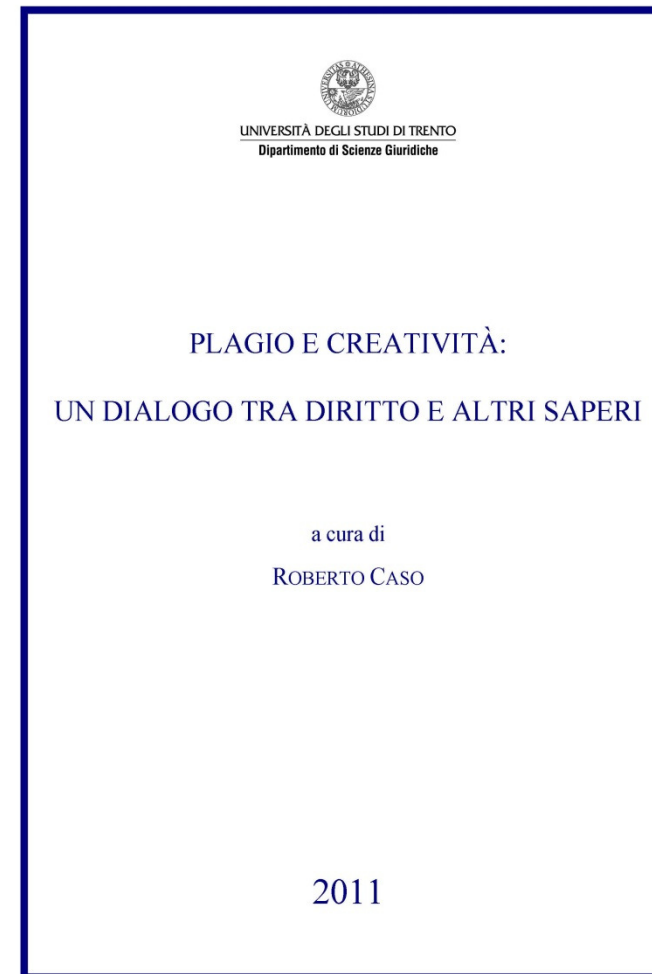 UNIVERSITÀ DEGLI STUDI DI TRENTO
Dipartimento di Scienze Giuridiche
PLAGIO E CREATIVITÀ:
UN DIALOGO TRA DIRITTO E ALTRI SAPERI
a cura di
ROBERTO CASO
2011